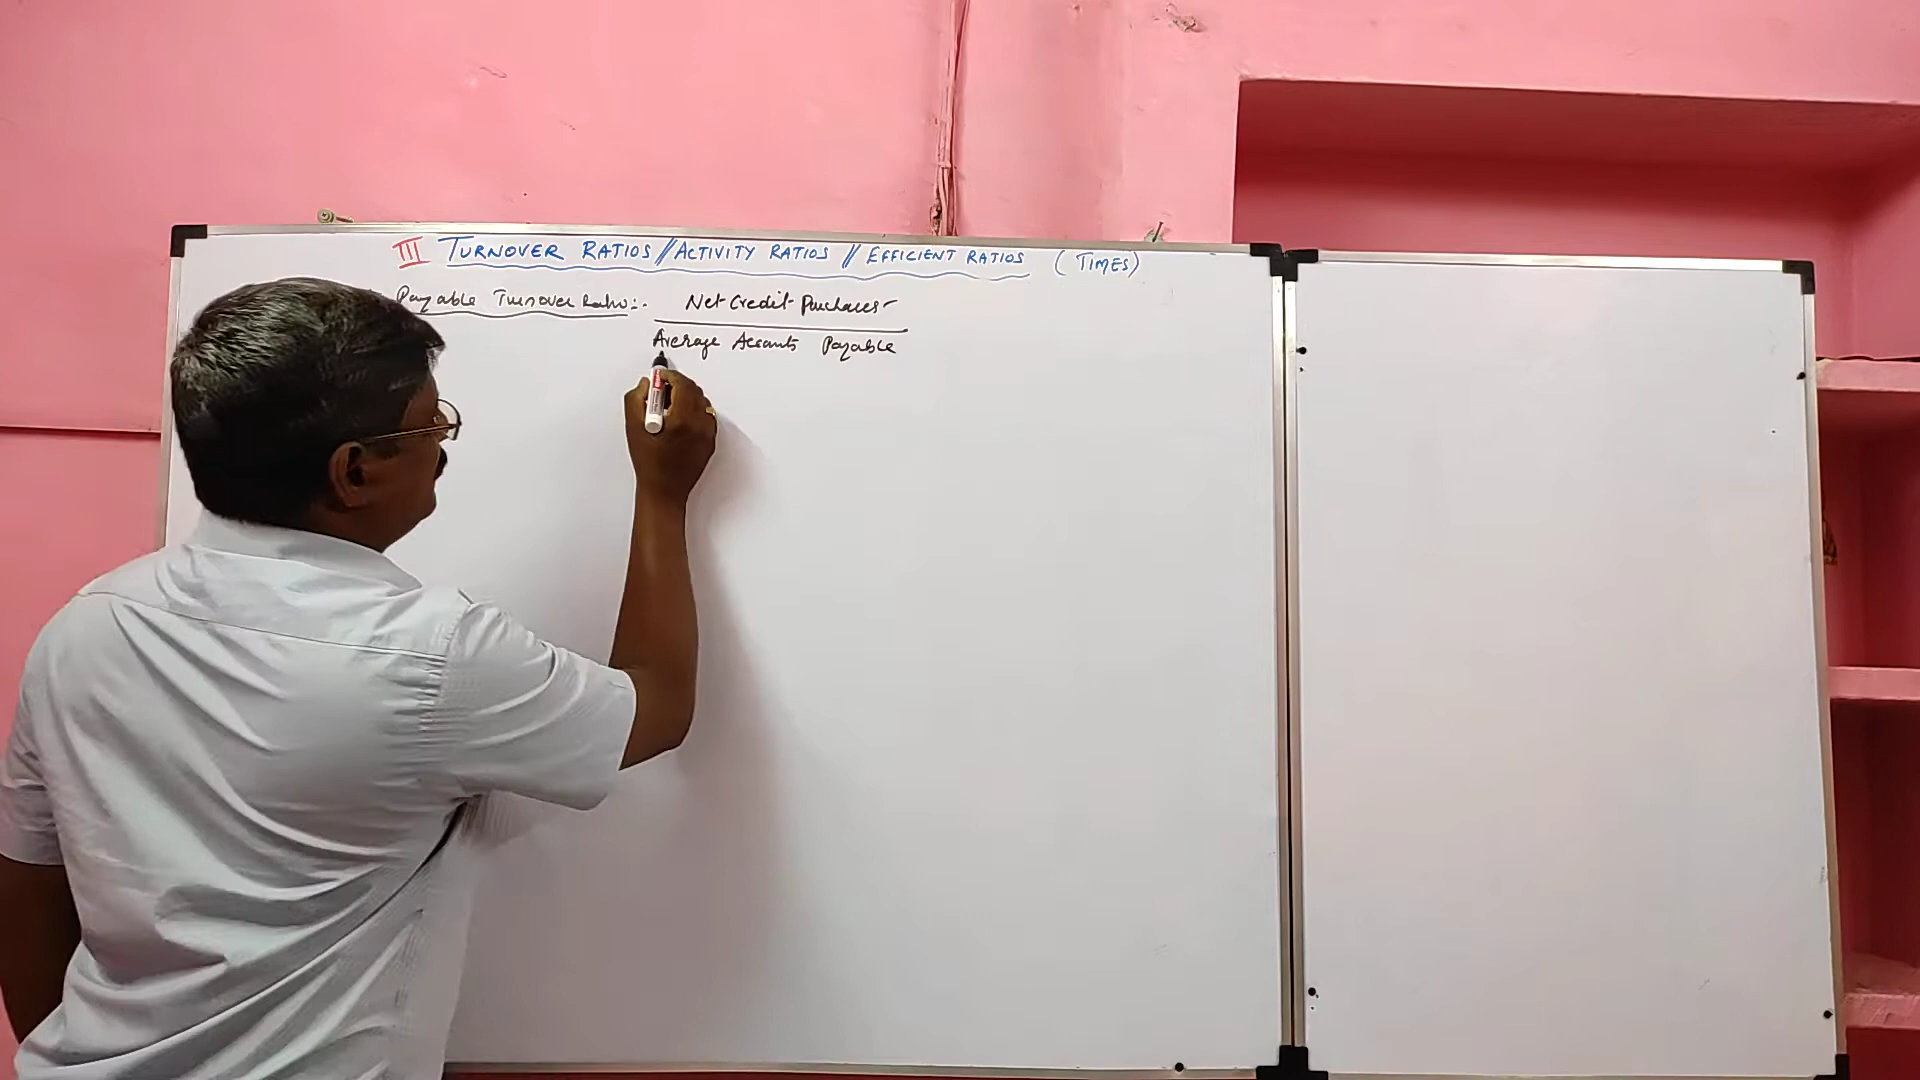 III TURNOVER RATIOS // ACTIVITY RATIOS // EFFICIENT RATIOS (TIMES)
Payable Turnover Ratio:- Net Credit Purchases
Average Accounts Payable